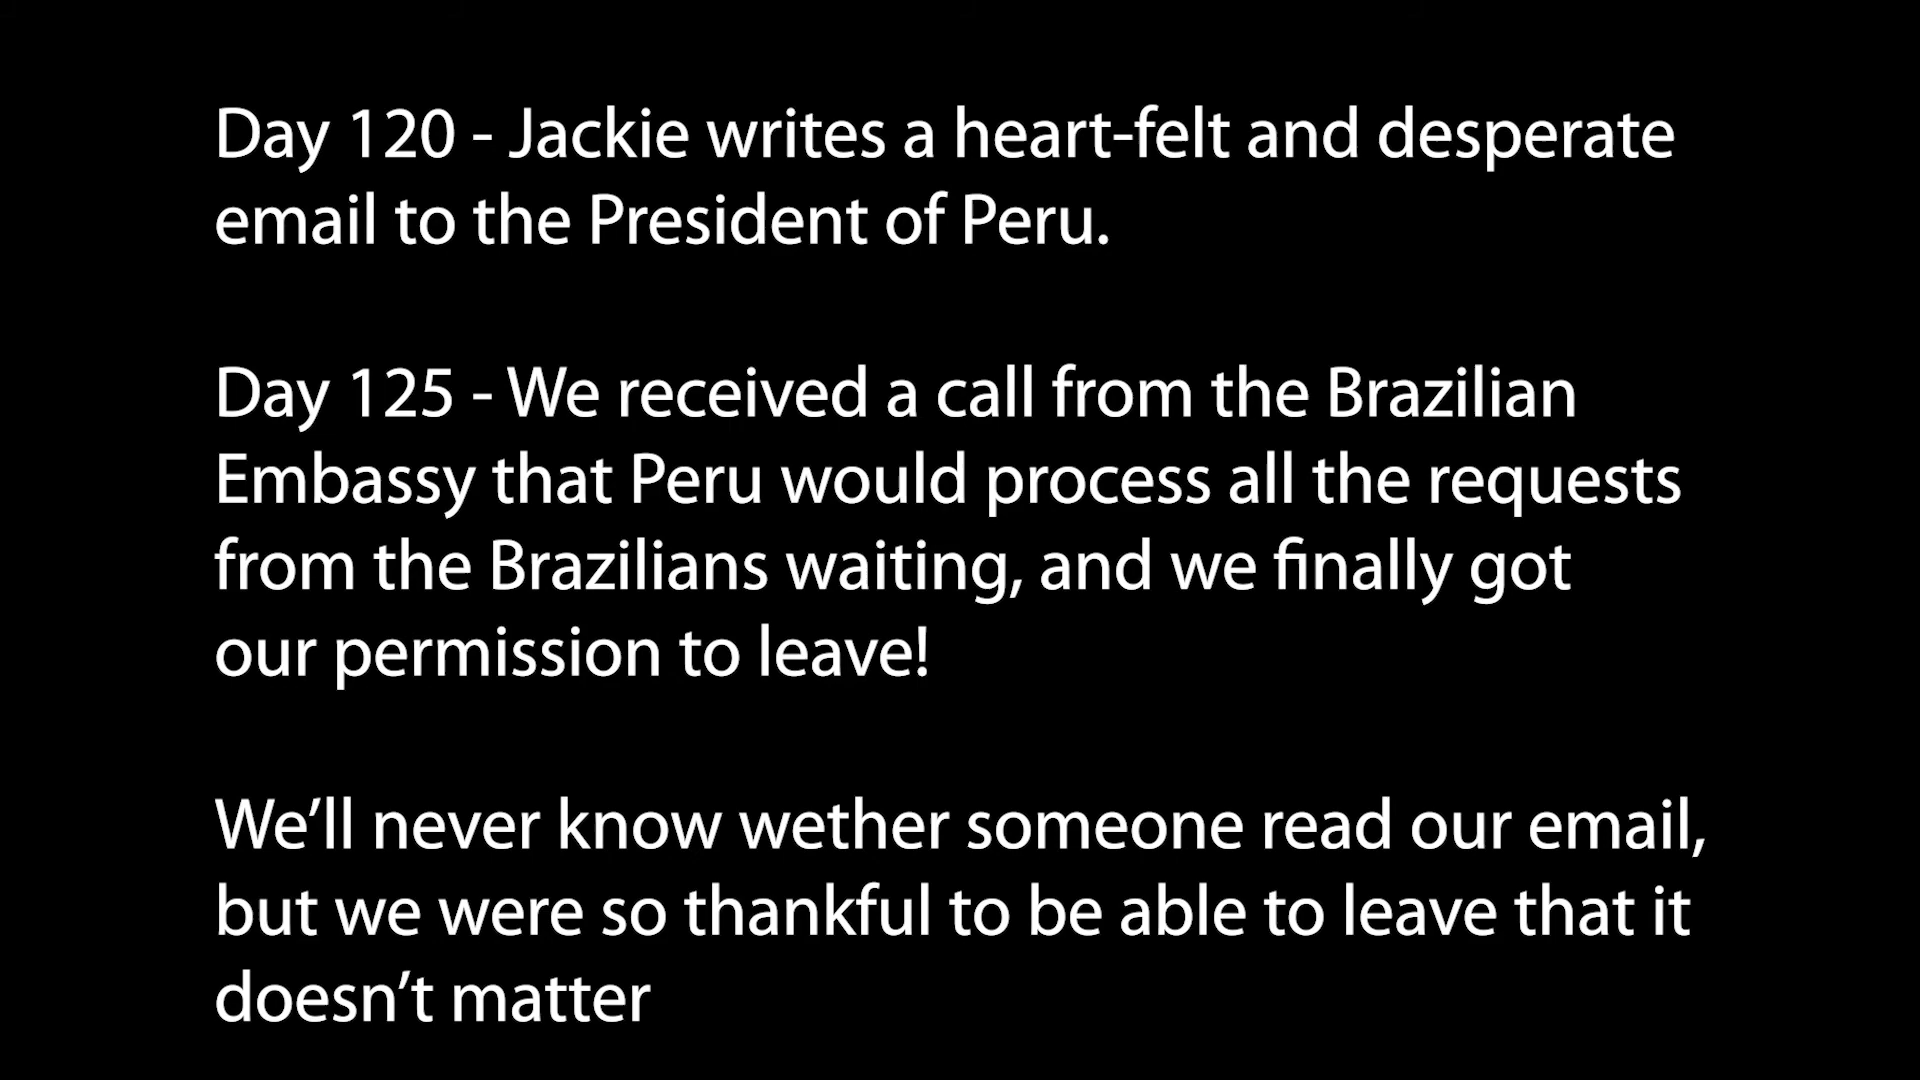 Day 120 - Jackie writes a heart-felt and desperate
email to the President of Peru.
Day 125 - We received a call from the Brazilian
Embassy that Peru would process all the requests
from the Brazilians waiting, and we finally got
our permission to leave!
We’ll never know wether someone read our email,
but we were so thankful to be able to leave that it
doesn’t matter